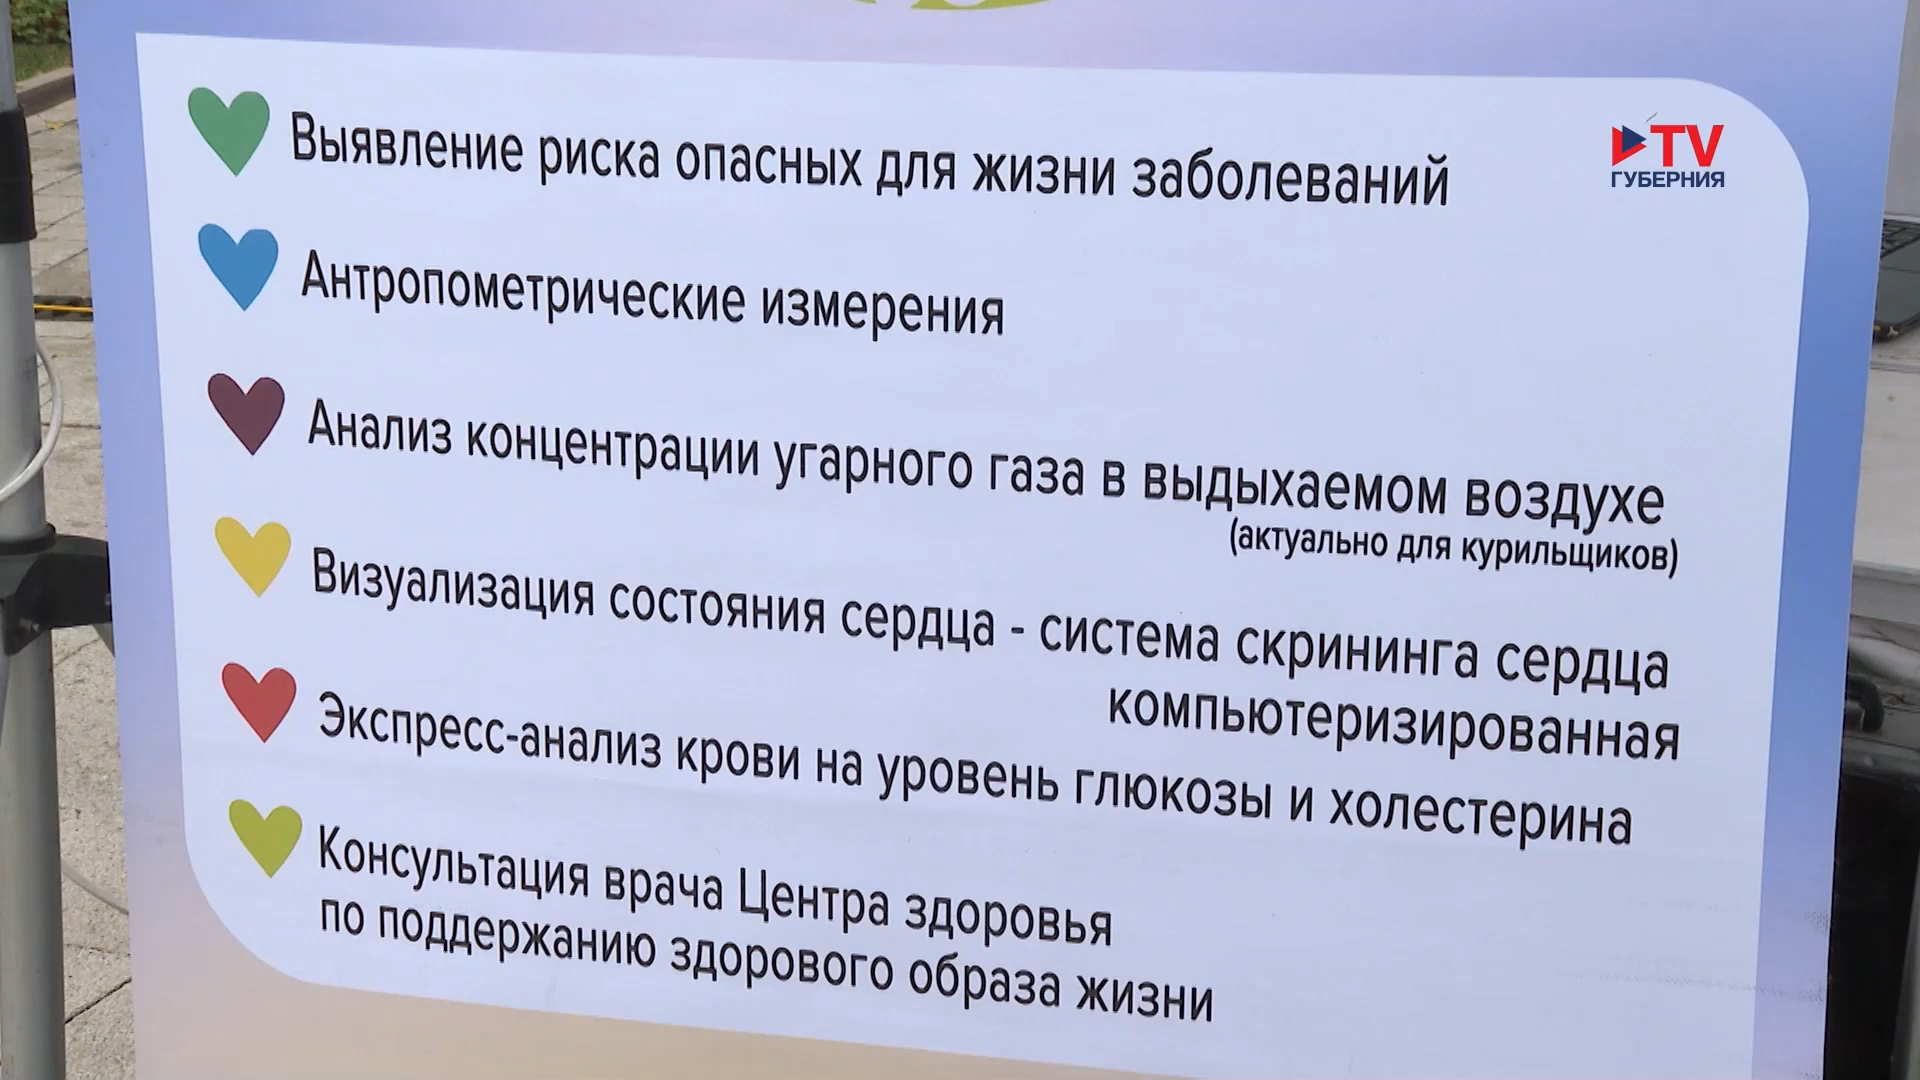 Выявление риска опасных для жизни заболеваний
TV
ГУБЕРНИЯ
Антропометрические измерения
Анализ концентрации угарного газа в выдыхаемом воздухе
(актуально для курильщиков)
Визуализация состояния сердца - система скрининга сердца
компьютеризированная
Экспресс-анализ крови на уровень глюкозы и холестерина
Консультация врача Центра здоровья
по поддержанию здорового образа жизни